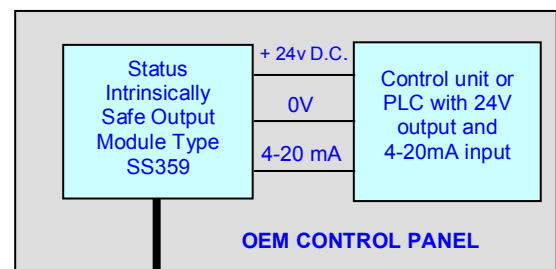 Status
Intrinsically
Safe Output
Module Type
SS359
+ 24v D.C.
0V
4-20 mA
Control unit or
PLC with 24V
output and
4-20mA input
OEM CONTROL PANEL